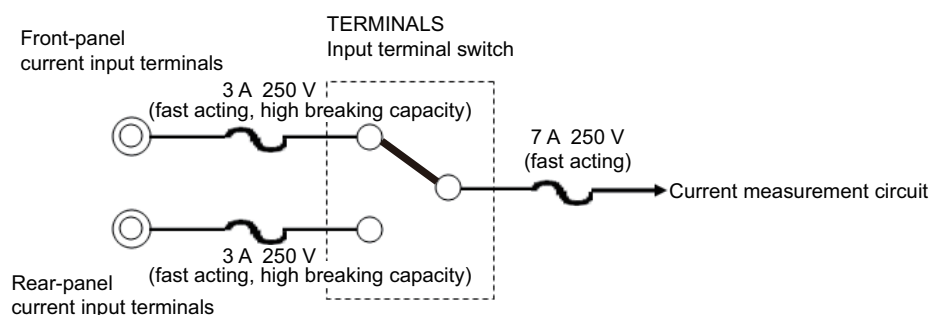 Front-panel
current input terminals
TERMINALS
Input terminal switch
3 A 250 V
(fast acting, high breaking capacity)
7 A 250 V
(fast acting)
Current measurement circuit
3 A 250 V
(fast acting, high breaking capacity)
Rear-panel
current input terminals